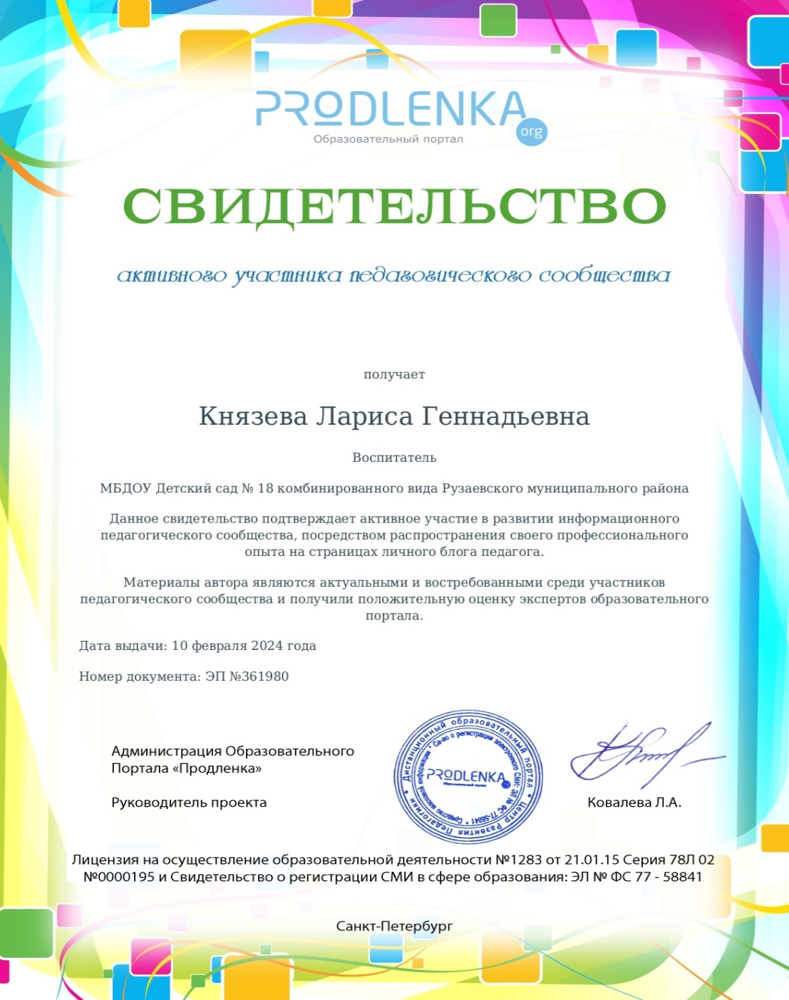 PRODLENKA
org
Образовательный портал
СВИДЕТЕЛЬСТВО
активного участника педагогического сообщества
получает
Князева Лариса Геннадьевна
Воспитатель
МБДОУ Детский сад № 18 комбинированного вида Рузаевского муниципального района
Данное свидетельство подтверждает активное участие в развитии информационного
педагогического сообщества, посредством распространения своего профессионального
опыта на страницах личного блога педагога.
Материалы автора являются актуальными и востребованными среди участников
педагогического сообщества и получили положительную оценку экспертов образовательного
портала.
Дата выдачи: 10 февраля 2024 года
Номер документа: ЭП №361980
Администрация Образовательного
Портала «Продленка»
Руководитель проекта
Дистанционный образовательный портал • Центр Развития Педагогики •
Св-во о регистрации электронного СМИ: ЭЛ № ФС 77-58841 * Средство массовой информации *
PRODLENKA
Ковалева Л.А.
Лицензия на осуществление образовательной деятельности №1283 от 21.01.15 Серия 78Л 02
№0000195 и Свидетельство о регистрации СМИ в сфере образования: ЭЛ № ФС 77 - 58841
Санкт-Петербург